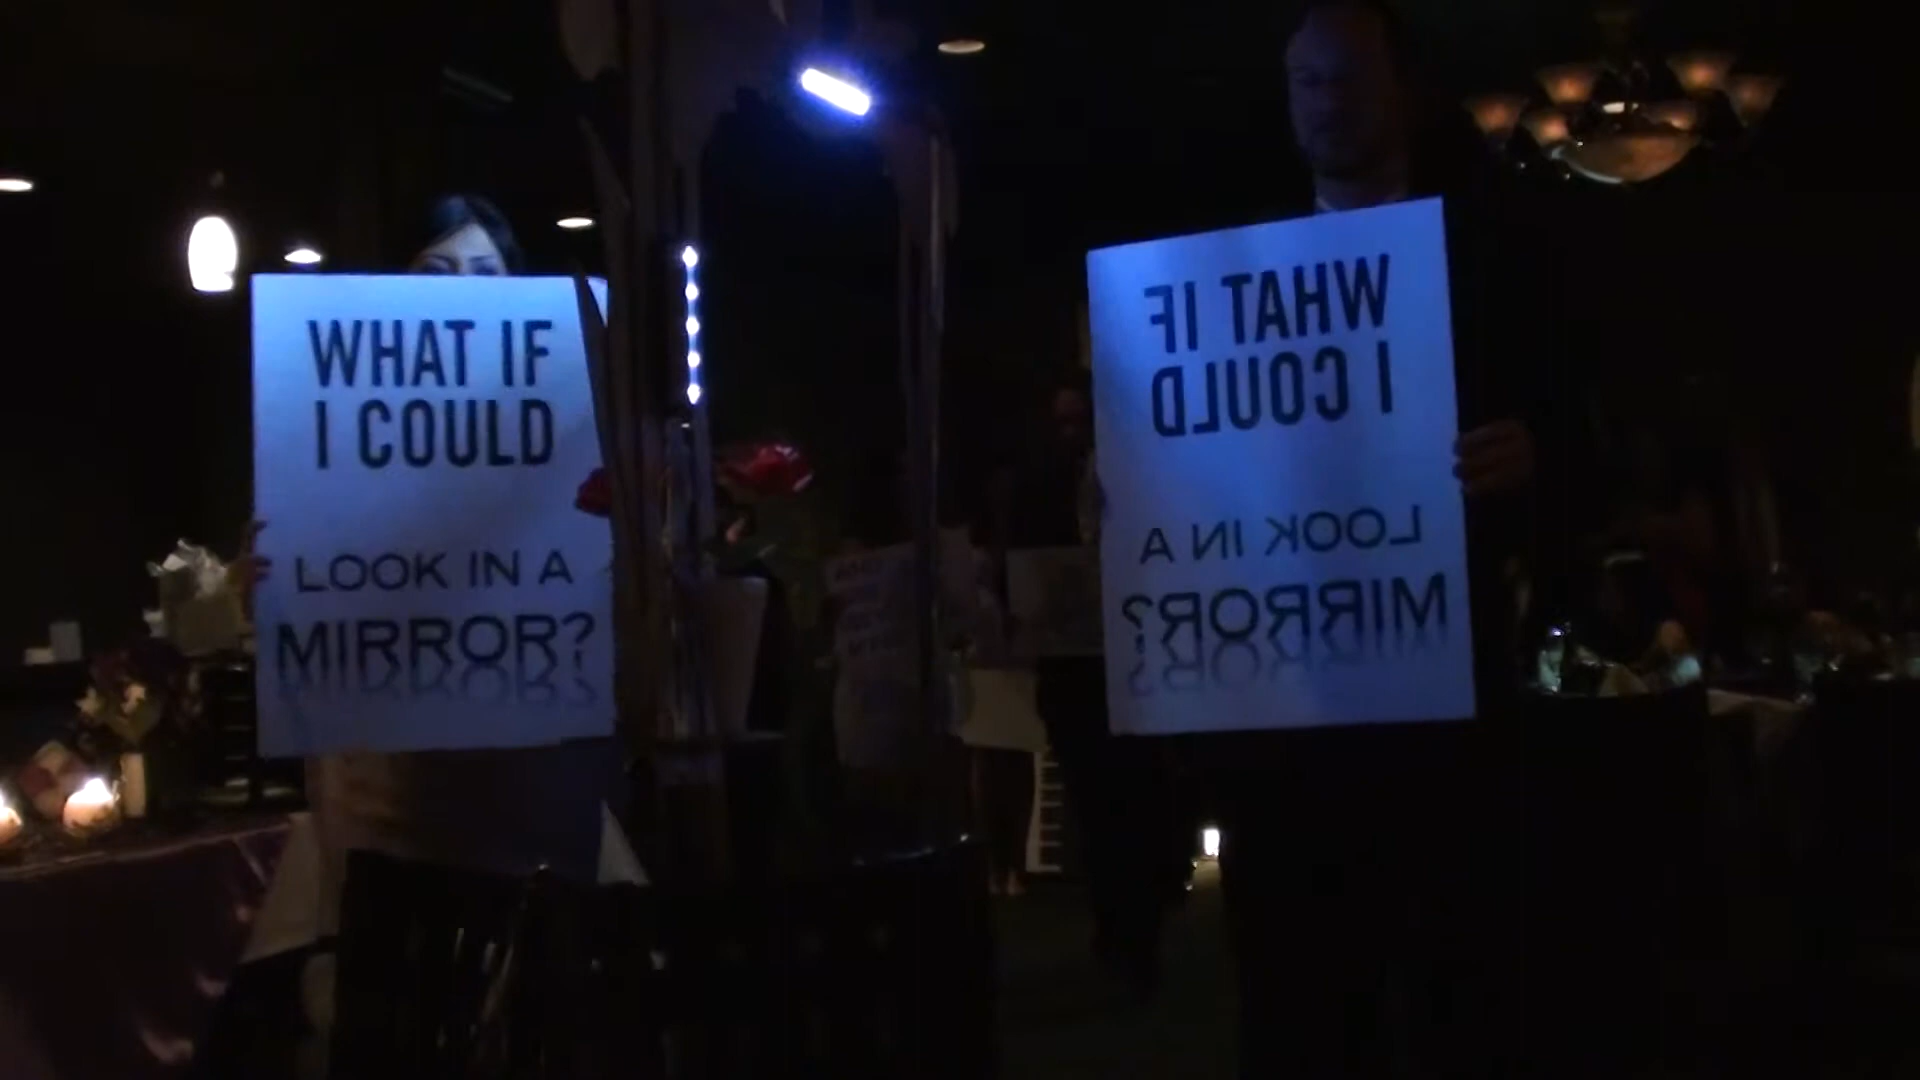 WHAT IF
I COULD
LOOK IN A
MIRROR?
WHAT IF
I COULD
LOOK IN A
MIRROR?